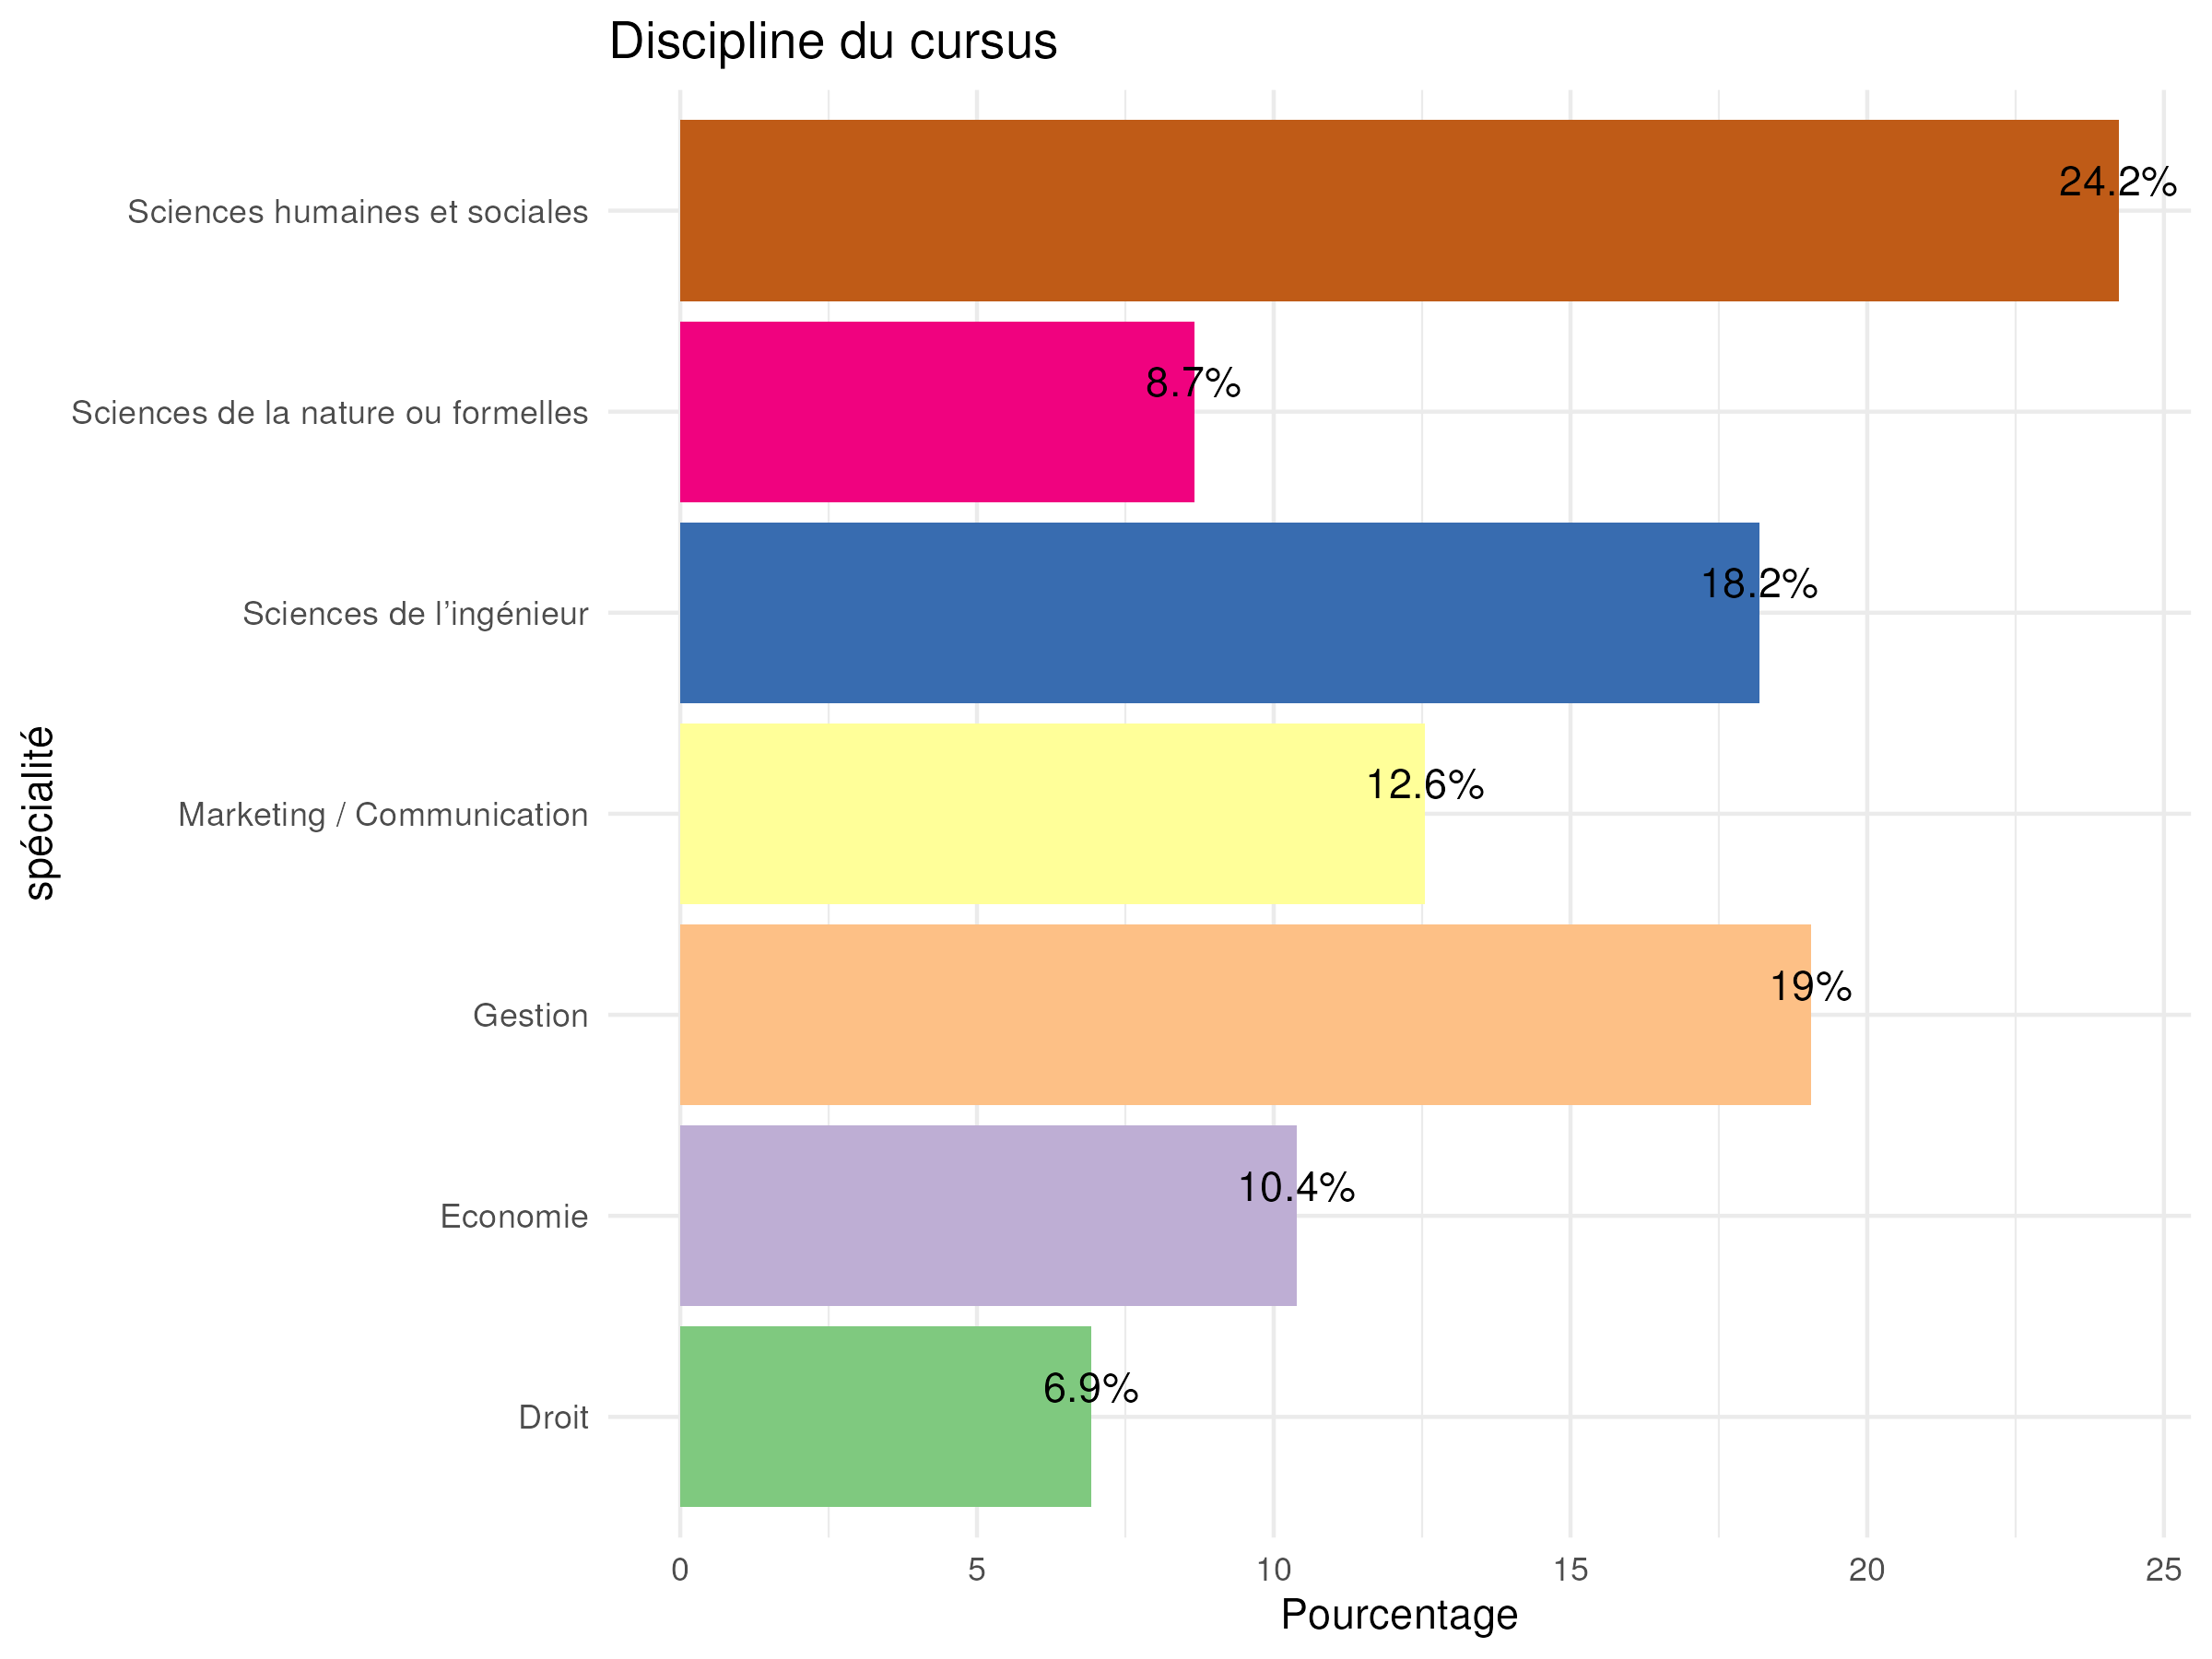 Discipline du cursus
spécialité
Sciences humaines et sociales
24.2%
Sciences de la nature ou formelles
8.7%
Sciences de l’ingénieur
18.2%
Marketing / Communication
12.6%
Gestion
19%
Economie
10.4%
Droit
6.9%
0 5 10 15 20 25
Pourcentage